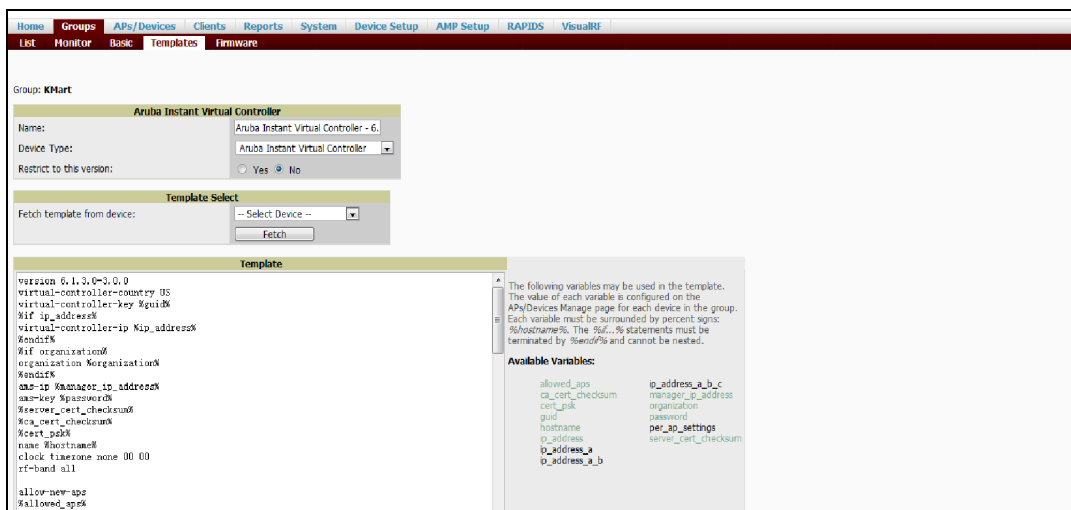 Home Groups APs/Devices Clients Reports System Device Setup AMP Setup RAPIDS VisualRF
List Monitor Basic Templates Firmware
Group: KMart
Aruba Instant Virtual Controller
Name: Aruba Instant Virtual Controller - 6.
Device Type: Aruba Instant Virtual Controller
Restrict to this version: Yes No
Template Select
Fetch template from device: -- Select Device --
Fetch
Template
version 6.1.3.0-3.0.0
virtual-controller-country US
virtual-controller-key %guid%
%if ip_address%
virtual-controller-ip %ip_address%
%endif%
%if organization%
organization %organization%
%endif%
ams-ip %manager_ip_address%
ams-key %password%
%server_cert_checksum%
%ca_cert_checksum%
%cert_psk%
name %hostname%
clock timezone none 00 00
rf-band all
allow-new-aps
%allowed_aps%
The following variables may be used in the template.
The value of each variable is configured on the
APs/Devices Manage page for each device in the group.
Each variable must be surrounded by percent signs:
%hostname%. The %if...% statements must be
terminated by %endif% and cannot be nested.
Available Variables:
allowed_aps
ca_cert_checksum
cert_psk
guid
hostname
ip_address
ip_address_a
ip_address_a_b
ip_address_a_b_c
manager_ip_address
organization
password
per_ap_settings
server_cert_checksum